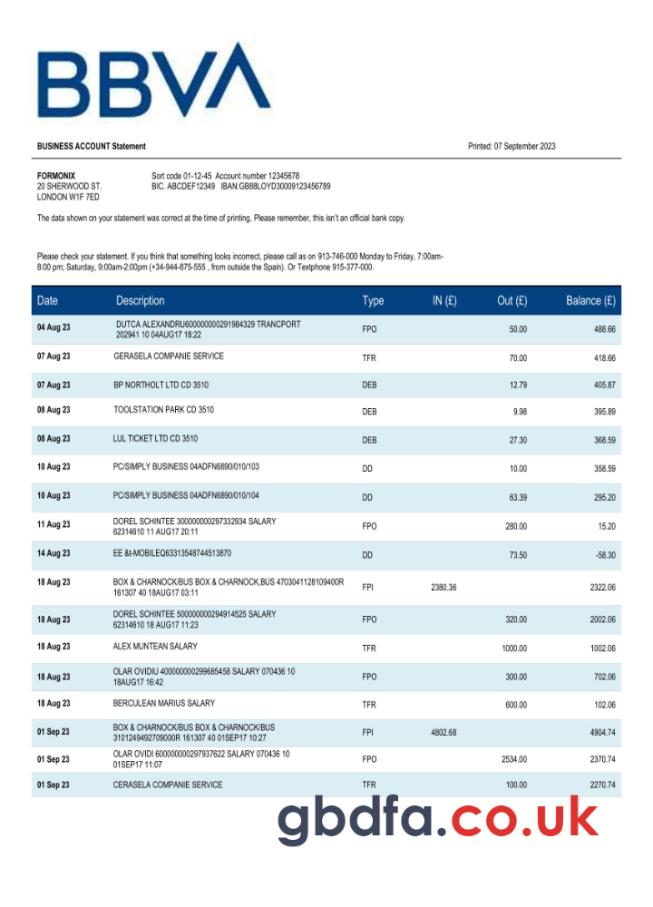 BBVA
BUSINESS ACCOUNT Statement Printed: 07 September 2023
FORMONIX Sort code 01-12-45 Account number 12345678
20 SHERWOOD ST. BIC. ABCDEF12349 IBAN:GB88LOYD30009123456789
LONDON W1F 7ED
The data shown on your statement was correct at the time of printing. Please remember, this isn't an official bank copy.
Please check your statement. If you think that something looks incorrect, please call as on 913-746-000 Monday to Friday, 7:00am-
8:00 pm; Saturday, 9:00am-2:00pm (+34-944-875-555 , from outside the Spain). Or Textphone 915-377-000.
Date Description Type IN (£) Out (£) Balance (£)
04 Aug 23 DUTCA ALEXANDRU600000000291984329 TRANCPORT FPO 50.00 488.66
202941 10 04AUG17 18:22
07 Aug 23 GERASELA COMPANIE SERVICE TFR 70.00 418.66
07 Aug 23 BP NORTHOLT LTD CD 3510 DEB 12.79 405.87
08 Aug 23 TOOLSTATION PARK CD 3510 DEB 9.98 395.89
08 Aug 23 LUL TICKET LTD CD 3510 DEB 27.30 368.59
10 Aug 23 PC/SIMPLY BUSINESS 04ADFN6890/010/103 DD 10.00 358.59
10 Aug 23 PC/SIMPLY BUSINESS 04ADFN6890/010/104 DD 63.39 295.20
11 Aug 23 DOREL SCHINTEE 300000000297332934 SALARY FPO 280.00 15.20
62314610 11 AUG17 20:11
14 Aug 23 EE &t-MOBILEQ63313548744513870 DD 73.50 -58.30
18 Aug 23 BOX & CHARNOCK/BUS BOX & CHARNOCK,BUS 4703041128109400R FPI 2380.36 2322.06
161307 40 18AUG17 03:11
18 Aug 23 DOREL SCHINTEE 500000000294914525 SALARY FPO 320.00 2002.06
62314610 18 AUG17 11:23
18 Aug 23 ALEX MUNTEAN SALARY TFR 1000.00 1002.06
18 Aug 23 OLAR OVIDIU 400000000299685458 SALARY 070436 10 FPO 300.00 702.06
18AUG17 16:42
18 Aug 23 BERCULEAN MARIUS SALARY TFR 600.00 102.06
01 Sep 23 BOX & CHARNOCK/BUS BOX & CHARNOCK/BUS FPI 4802.68 4904.74
3101249492709000R 161307 40 01SEP17 10:27
01 Sep 23 OLAR OVIDI 600000000297937622 SALARY 070436 10 FPO 2534.00 2370.74
01SEP17 11:07
01 Sep 23 CERASELA COMPANIE SERVICE TFR 100.00 2270.74
gbdfa.co.uk